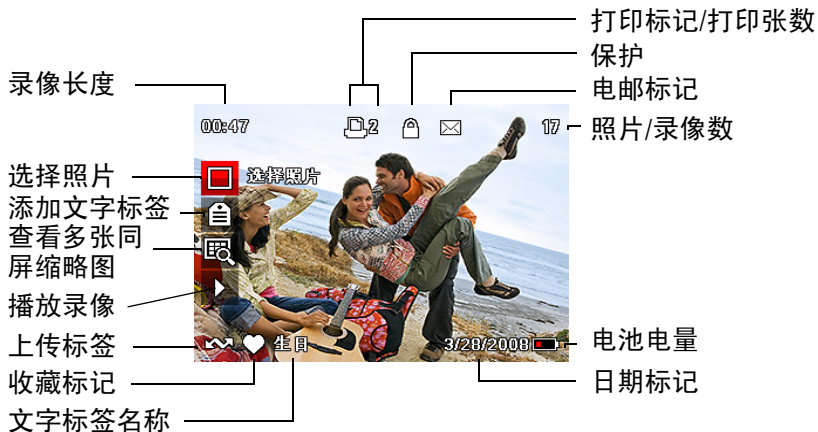 打印标记/打印张数
保护
电邮标记
照片/录像数
录像长度
00:47
2
17
选择照片
选择照片
添加文字标签
查看多张同
屏缩略图
播放录像
上传标签
收藏标记
文字标签名称
生日
3/28/2008
电池电量
日期标记